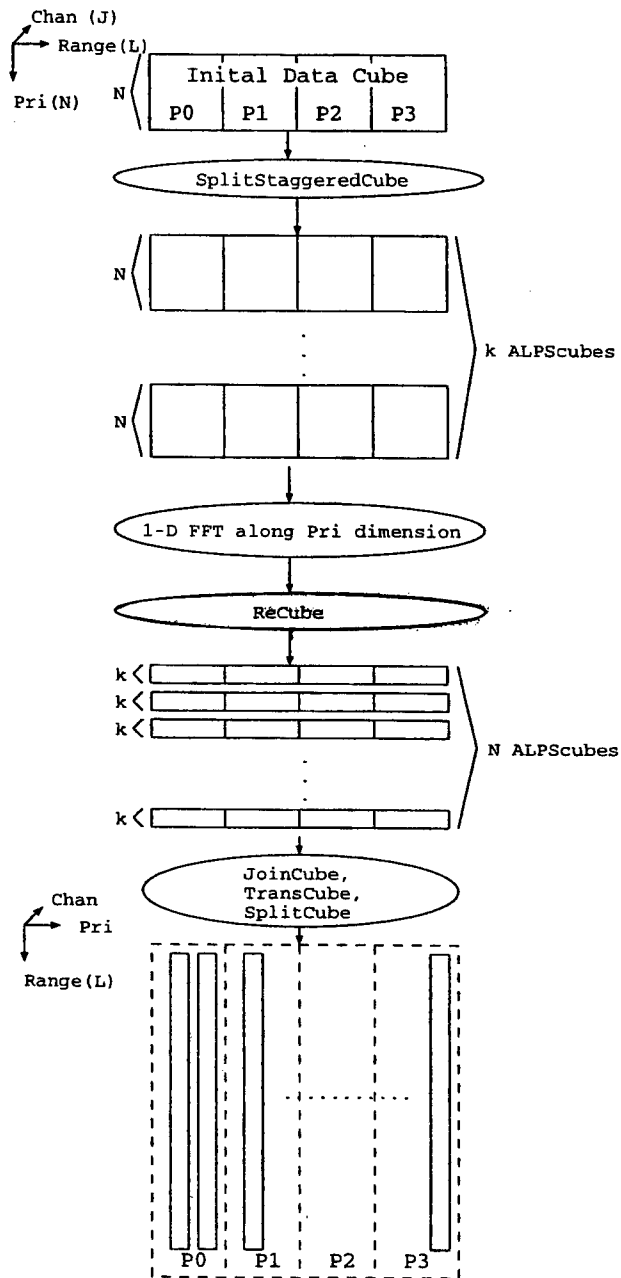 Chan (J)
Range(L)
Pri(N)
N
Inital Data Cube
P0 P1 P2 P3
SplitStaggeredCube
N
k ALPScubes
N
1-D FFT along Pri dimension
ReCube
k
k
k
N ALPScubes
k
JoinCube,
TransCube,
SplitCube
Chan
Pri
Range(L)
P0 P1 P2 P3